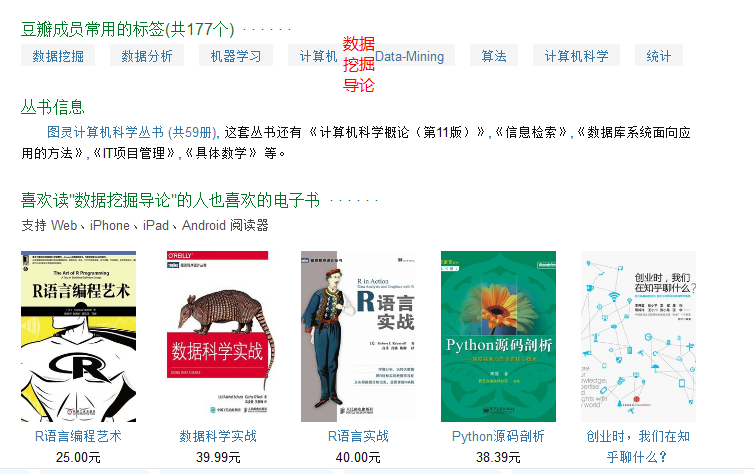 豆瓣成员常用的标签(共177个) · · · · · ·
数据挖掘 数据分析 机器学习 计算机 Data-Mining 算法 计算机科学 统计
数据
挖掘
导论
丛书信息
图灵计算机科学丛书 (共59册), 这套丛书还有 《计算机科学概论（第11版）》,《信息检索》,《数据库系统面向应
用的方法》,《IT项目管理》,《具体数学》 等。
喜欢读"数据挖掘导论"的人也喜欢的电子书 · · · · · ·
支持 Web、iPhone、iPad、Android 阅读器
The Art of R Programming
R语言编程艺术
O'REILLY
数据科学实战
R in Action
R语言
实战
Python源码剖析
创业时，我们
在知乎聊什么?
R语言编程艺术 数据科学实战 R语言实战 Python源码剖析 创业时，我们在知
乎聊什么？
25.00元 39.99元 40.00元 38.39元